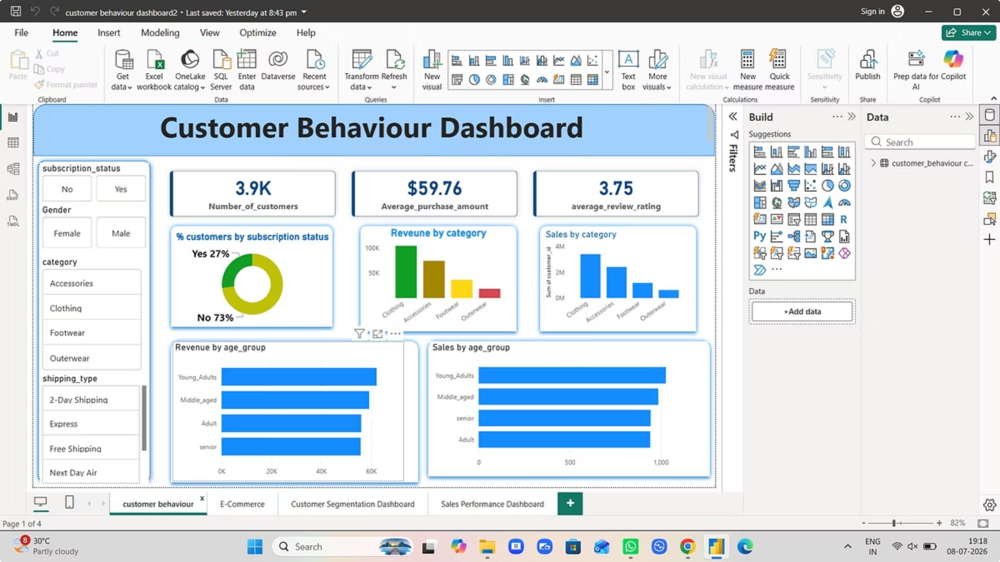 customer behaviour dashboard2 • Last saved: Yesterday at 8:43 pm
Sign in
File
Home
Insert
Modeling
View
Optimize
Help
Share
Paste
Cut
Copy
Format painter
Clipboard
Get data
Excel workbook
OneLake catalog
SQL Server
Enter data
Dataverse
Recent sources
Data
Transform data
Refresh
Queries
New visual
Text box
More visuals
Insert
New visual calculation
New measure
Quick measure
Calculations
Sensitivity
Sensitivity
Publish
Share
Prep data for AI
Copilot
Copilot
DAX
TMDL
Customer Behaviour Dashboard
subscription_status
No
Yes
Gender
Female
Male
category
Accessories
Clothing
Footwear
Outerwear
shipping_type
2-Day Shipping
Express
Free Shipping
Next Day Air
3.9K
Number_of_customers
$59.76
Average_purchase_amount
3.75
average_review_rating
% customers by subscription status
Yes 27%
No 73%
Reveune by category
100K
50K
Clothing
Accessories
Footwear
Outerwear
Sales by category
Sum of customer_id
4M
2M
0M
Clothing
Accessories
Footwear
Outerwear
Revenue by age_group
Young_Adults
Middle_aged
Adult
senior
0K
20K
40K
60K
Sales by age_group
Young_Adults
Middle_aged
senior
Adult
0
500
1,000
Filters
Build
Suggestions
123
R
Py
Data
+Add data
Data
Search
customer_behaviour c...
customer behaviour
x
E-Commerce
Customer Segmentation Dashboard
Sales Performance Dashboard
+
Page 1 of 4
-
+
82%
8
30°C
Partly cloudy
Search
ENG
IN
19:18
08-07-2026